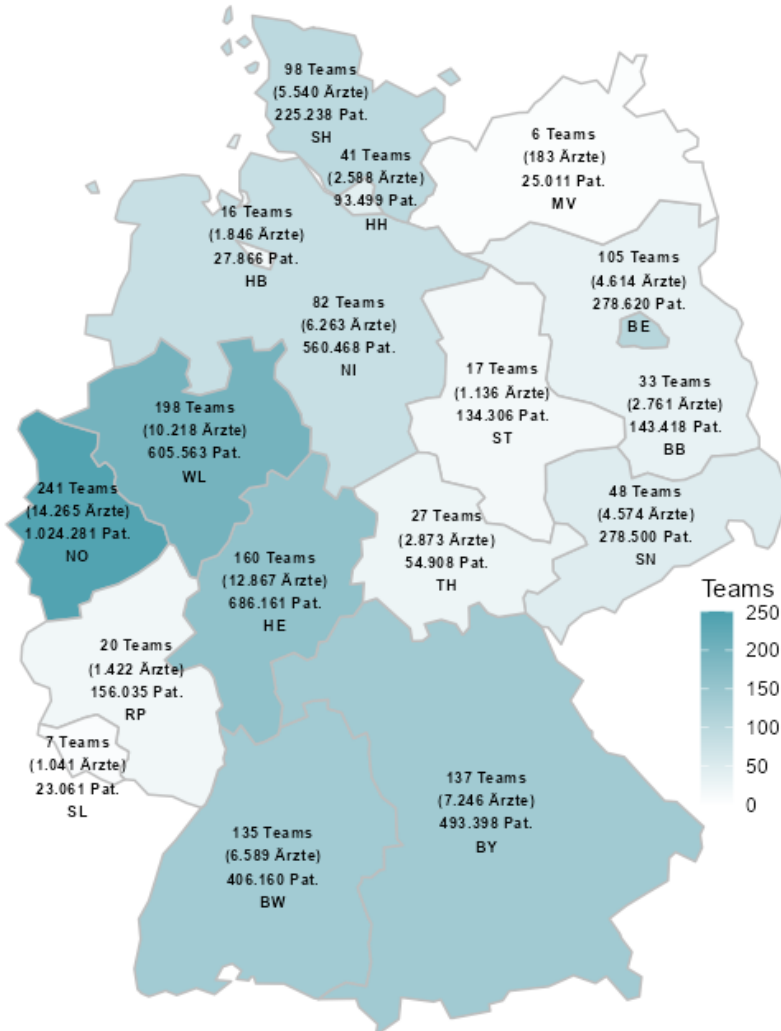 98 Teams
(5.540 Ärzte)
225.238 Pat.
SH
41 Teams
(2.588 Ärzte)
93.499 Pat.
HH
6 Teams
(183 Ärzte)
25.011 Pat.
MV
16 Teams
(1.846 Ärzte)
27.866 Pat.
HB
105 Teams
(4.614 Ärzte)
278.620 Pat.
BE
82 Teams
(6.263 Ärzte)
560.468 Pat.
NI
17 Teams
(1.136 Ärzte)
134.306 Pat.
ST
33 Teams
(2.761 Ärzte)
143.418 Pat.
BB
198 Teams
(10.218 Ärzte)
605.563 Pat.
WL
241 Teams
(14.265 Ärzte)
1.024.281 Pat.
NO
160 Teams
(12.867 Ärzte)
686.161 Pat.
HE
27 Teams
(2.873 Ärzte)
54.908 Pat.
TH
48 Teams
(4.574 Ärzte)
278.500 Pat.
SN
20 Teams
(1.422 Ärzte)
156.035 Pat.
RP
7 Teams
(1.041 Ärzte)
23.061 Pat.
SL
135 Teams
(6.589 Ärzte)
406.160 Pat.
BW
137 Teams
(7.246 Ärzte)
493.398 Pat.
BY
Teams
250
200
150
100
50
0